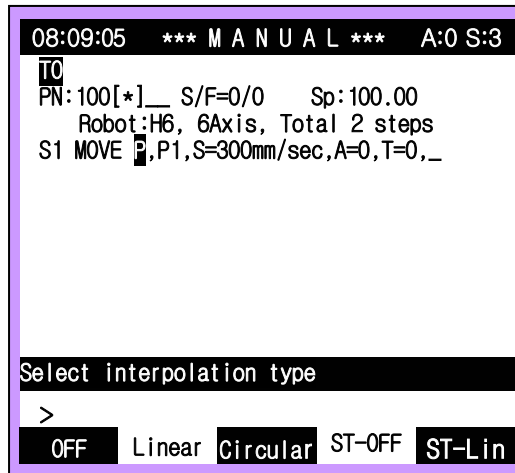 08:09:05 *** M A N U A L *** A:0 S:3
T0
PN:100[*]__ S/F=0/0 Sp:100.00
Robot:H6, 6Axis, Total 2 steps
S1 MOVE P,P1,S=300mm/sec,A=0,T=0,_
Select interpolation type
>
OFF Linear Circular ST-OFF ST-Lin